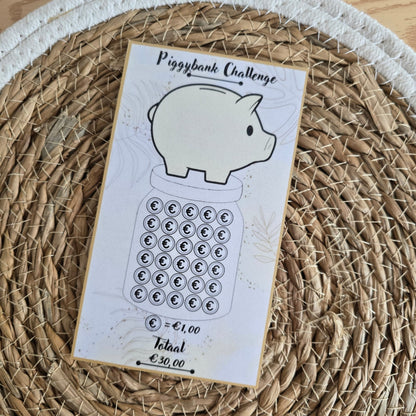 Piggybank Challenge
€ € € € €
€ € € € €
€ € € € €
€ € € € €
€ € € € €
€ € € € €
€ = €1,00
Totaal
€30,00